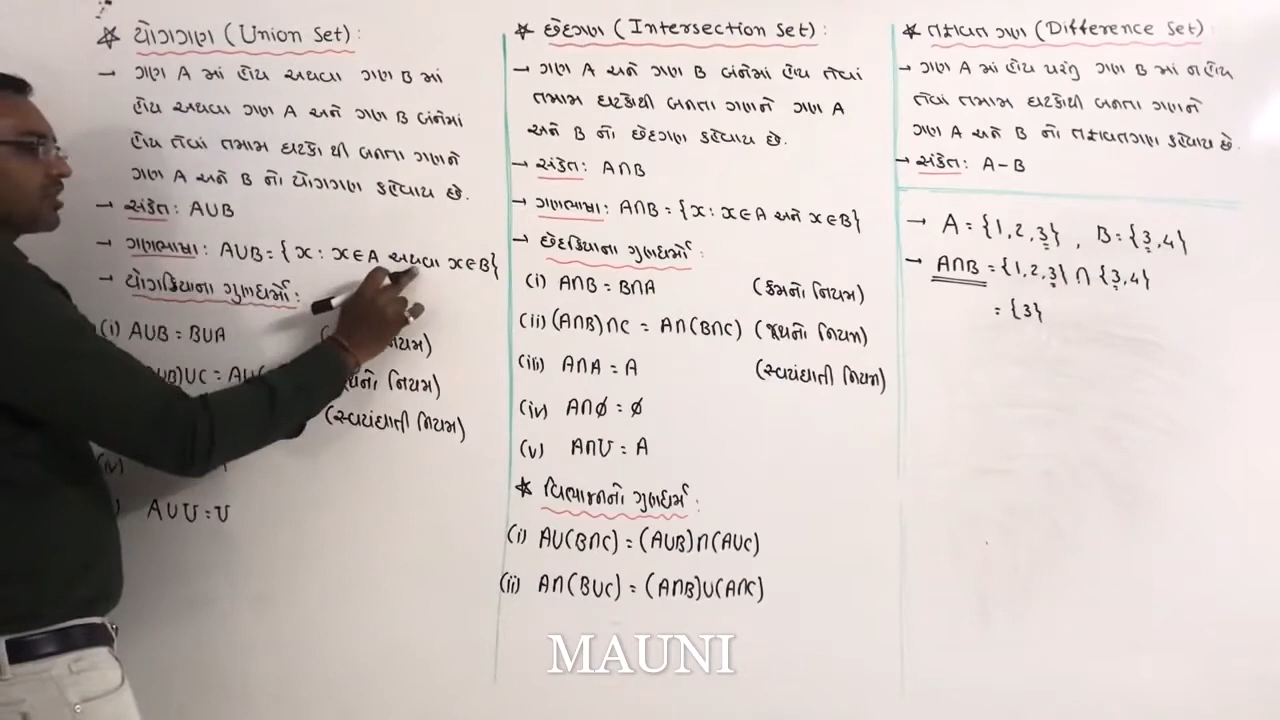 ☆ યોગગણ (Union Set) :
→ ગણ A માં હોય અથવા ગણ B માં
હોય અથવા ગણ A અને ગણ B બંનેમાં
હોય તેવાં તમામ ઘટકો થી બનતા ગણને
ગણ A અને B નો યોગગણ કહેવાય છે.
→ સંકેત : A∪B
→ ગણભાષા : A∪B = {x : x∈A અથવા x∈B}
→ યોગક્રિયાના ગુણધર્મો :
(i) A∪B = B∪A
નિયમ)
∪B)∪C = A∪
નિયમ)
(સ્વયંઘાતી નિયમ)
(iv)
A∪U = U
☆ છેદગણ (Intersection Set) :
→ ગણ A અને ગણ B બંનેમાં હોય તેવાં
તમામ ઘટકોથી બનતા ગણને ગણ A
અને B નો છેદગણ કહેવાય છે.
→ સંકેત : A∩B
→ ગણભાષા : A∩B = {x : x∈A અને x∈B}
→ છેદક્રિયાના ગુણધર્મો :
(i) A∩B = B∩A (ક્રમનો નિયમ)
(ii) (A∩B)∩C = A∩(B∩C) (જૂથનો નિયમ)
(iii) A∩A = A (સ્વયંઘાતી નિયમ)
(iv) A∩ϕ = ϕ
(v) A∩U = A
☆ વિભાજનનો ગુણધર્મ :
(i) A∪(B∩C) = (A∪B)∩(A∪C)
(ii) A∩(B∪C) = (A∩B)∪(A∩C)
☆ તફાવત ગણ (Difference Set) :
→ ગણ A માં હોય પરંતુ ગણ B માં ન હોય
તેવાં તમામ ઘટકોથી બનતા ગણને
ગણ A અને B નો તફાવતગણ કહેવાય છે.
→ સંકેત : A-B
→ A = {1,2,3} , B = {3,4}
→ A∩B = {1,2,3} ∩ {3,4}
= {3}
MAUNI